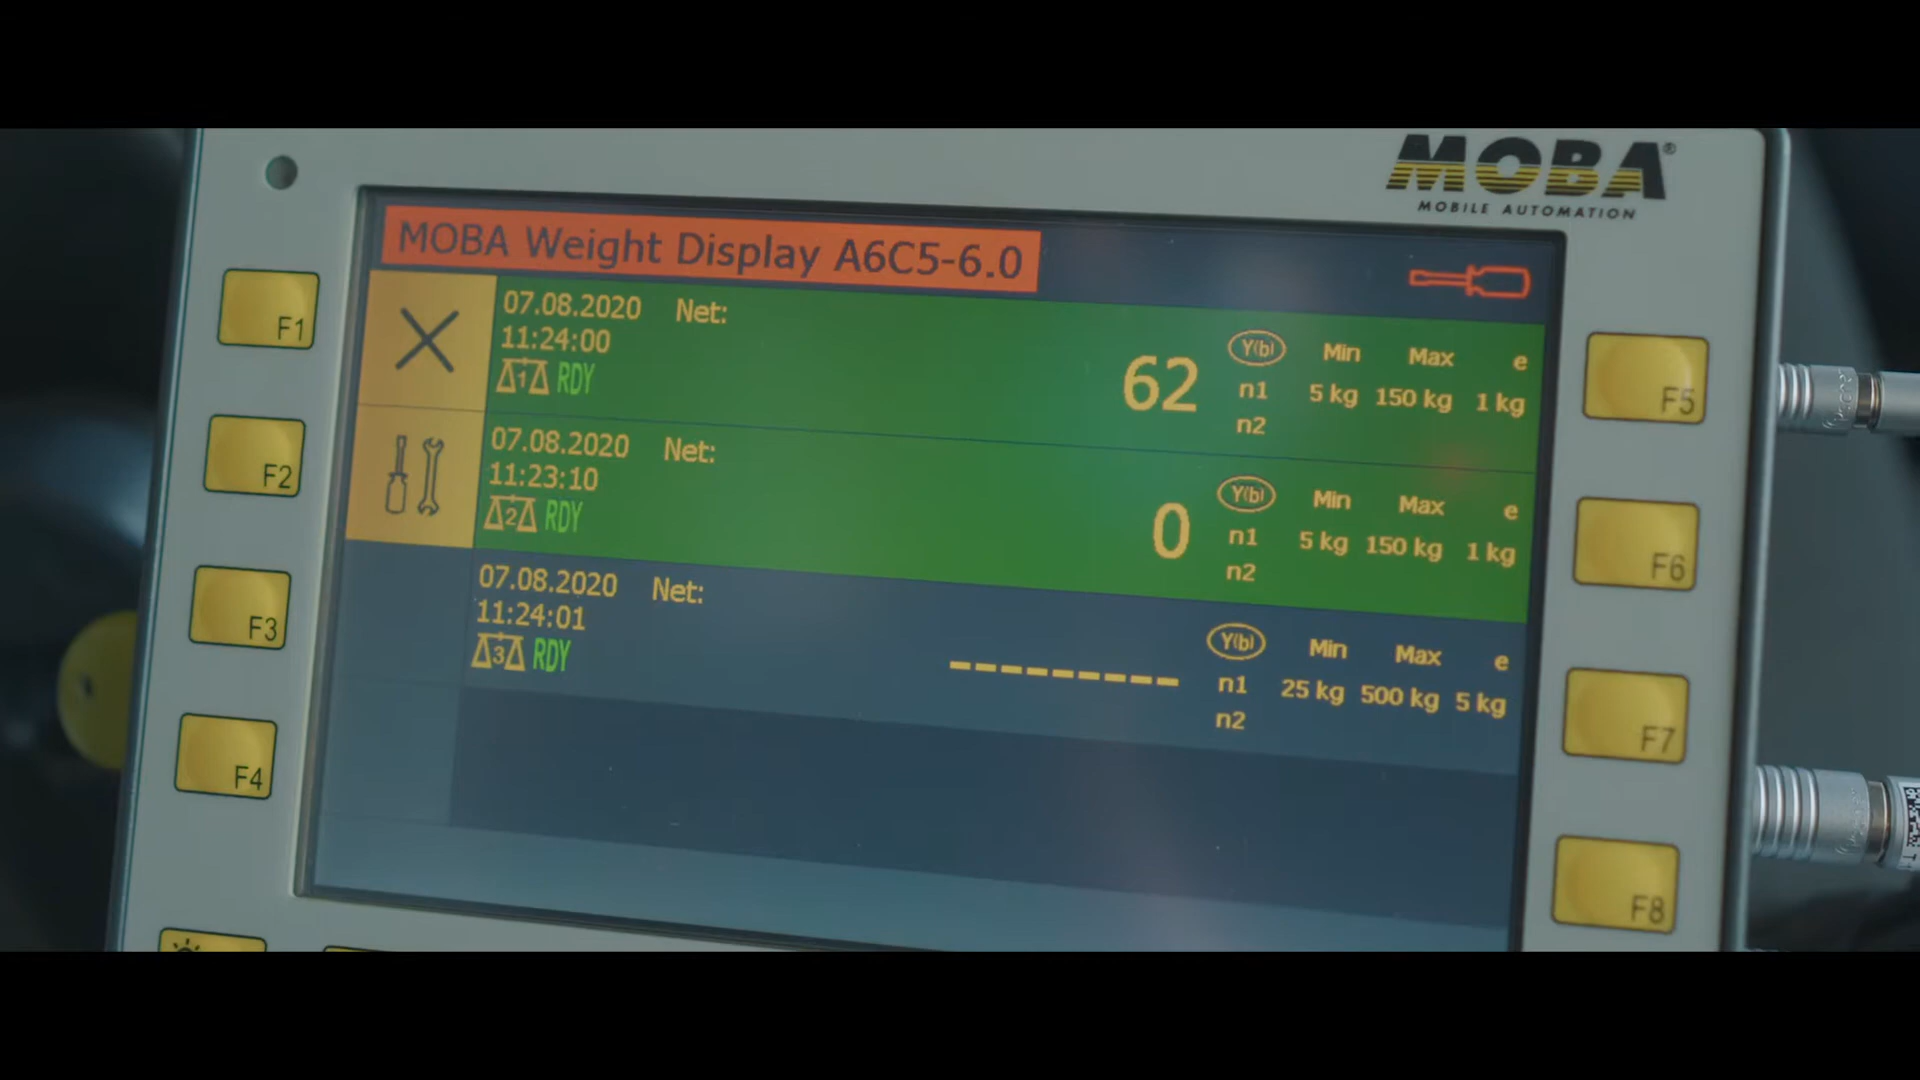 MOBA®
MOBILE AUTOMATION
MOBA Weight Display A6C5-6.0
07.08.2020 Net:
11:24:00
1 RDY
62
Y(b) Min Max e
n1 5 kg 150 kg 1 kg
n2
07.08.2020 Net:
11:23:10
2 RDY
0
Y(b) Min Max e
n1 5 kg 150 kg 1 kg
n2
07.08.2020 Net:
11:24:01
3 RDY
---------
Y(b) Min Max e
n1 25 kg 500 kg 5 kg
n2
F1
F2
F3
F4
F5
F6
F7
F8